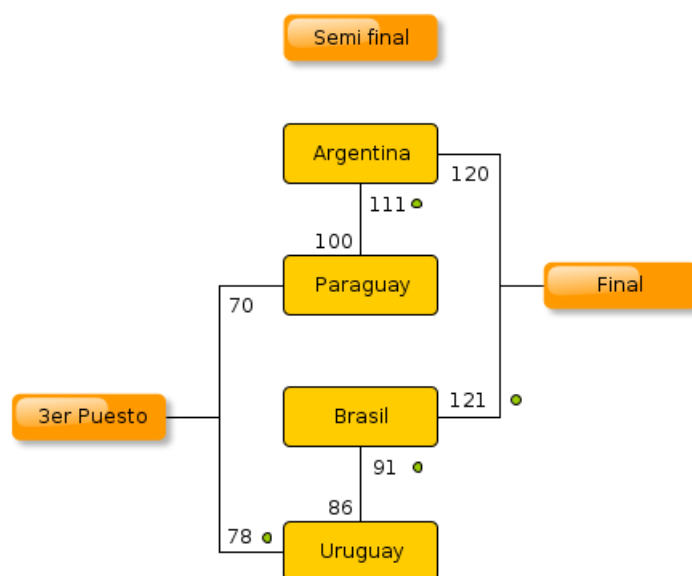 Semi final
Argentina
120
111
100
Paraguay
Final
70
Brasil
121
3er Puesto
91
86
78
Uruguay